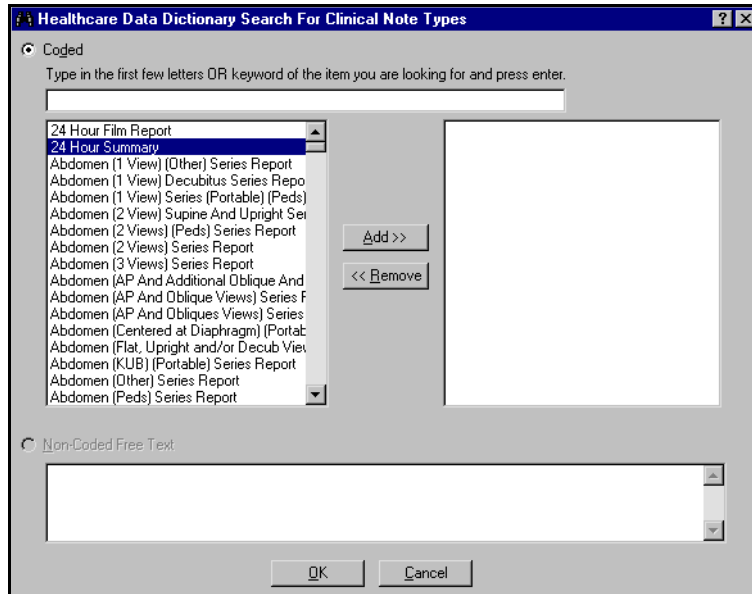 Healthcare Data Dictionary Search For Clinical Note Types
Coded
Type in the first few letters OR keyword of the item you are looking for and press enter.
24 Hour Film Report
24 Hour Summary
Abdomen (1 View) (Other) Series Report
Abdomen (1 View) Decubitus Series Repo
Abdomen (1 View) Series (Portable) (Peds)
Abdomen (2 View) Supine And Upright Ser
Abdomen (2 Views) (Peds) Series Report
Abdomen (2 Views) Series Report
Abdomen (3 Views) Series Report
Abdomen (AP And Additional Oblique And
Abdomen (AP And Oblique Views) Series F
Abdomen (AP And Obliques Views) Series
Abdomen (Centered at Diaphragm) (Portab
Abdomen (Flat, Upright and/or Decub View
Abdomen (KUB) (Portable) Series Report
Abdomen (Other) Series Report
Abdomen (Peds) Series Report
Add >>
<< Remove
Non-Coded Free Text
OK
Cancel